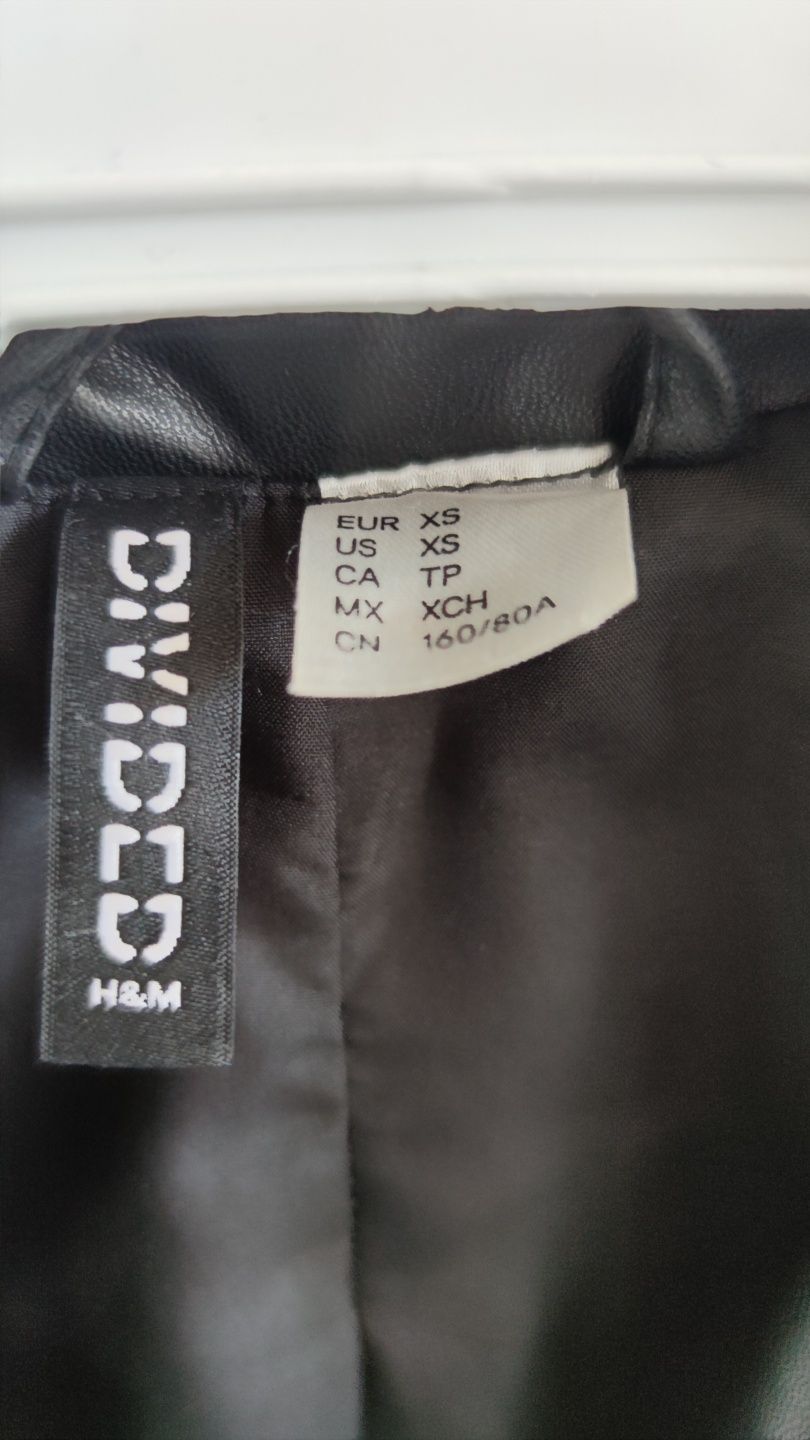 DIVIDED
H&M
EUR XS
US XS
CA TP
MX XCH
CN 160/80A